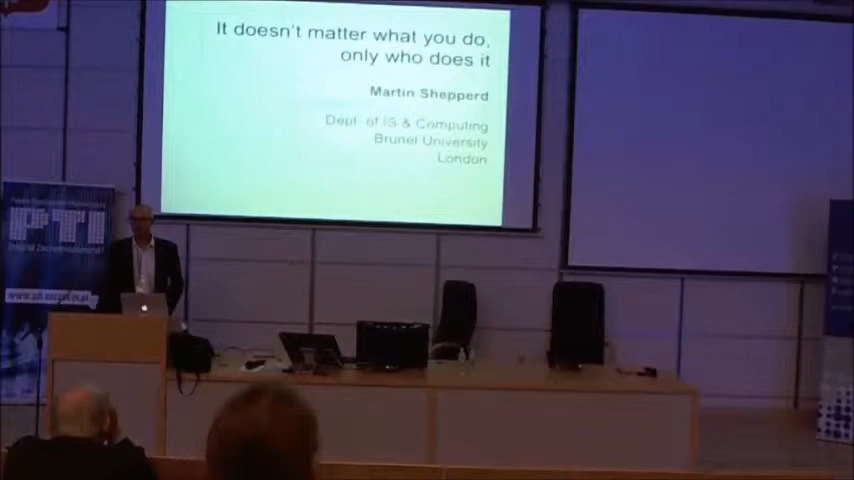 It doesn't matter what you do,
only who does it
Martin Shepperd
Dept. of IS & Computing
Brunel University
London
PTI